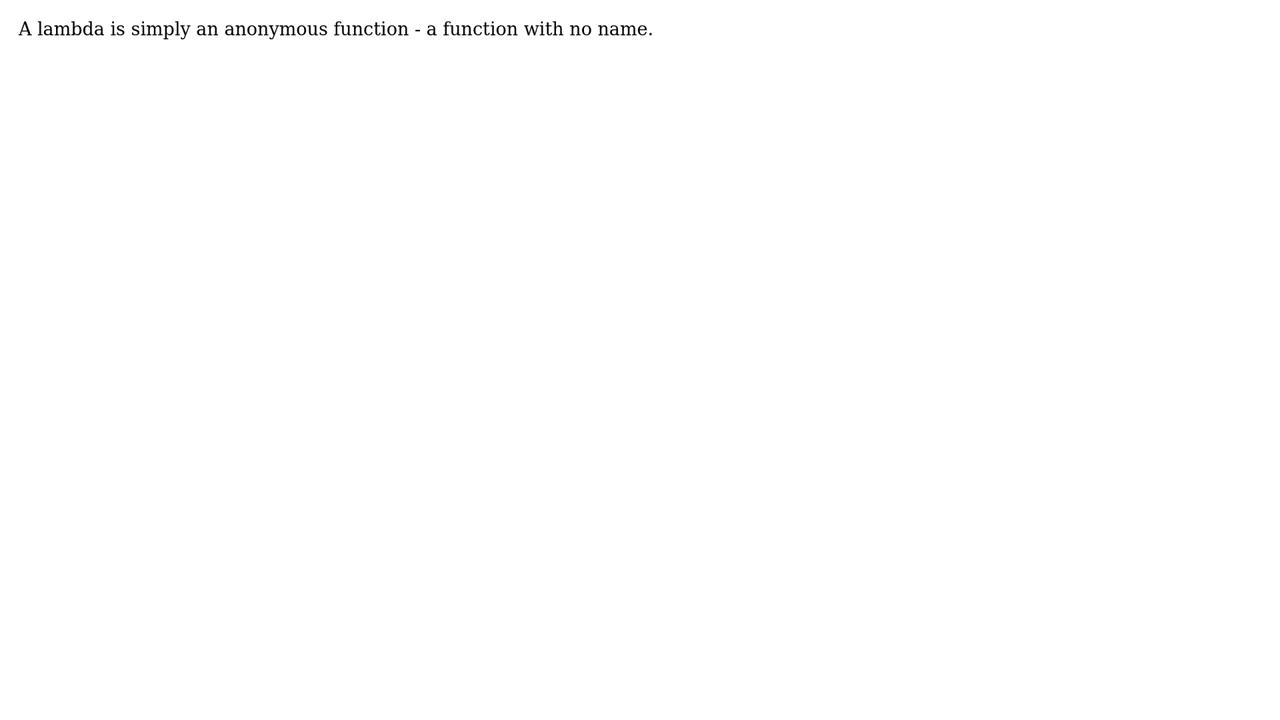 A lambda is simply an anonymous function - a function with no name.